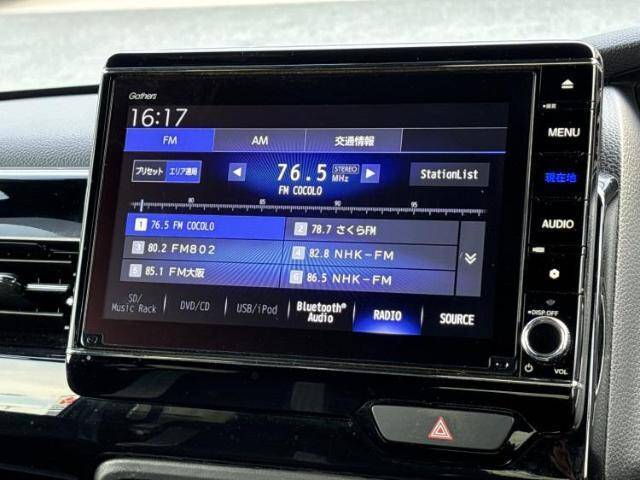 Gathers
16:17
FM AM 交通情報
プリセット エリア選局 76.5 STEREO MHz StationList
FM COCOLO
80 85 90 95
1 76.5 FM COCOLO 2 78.7 さくらFM
3 80.2 FM802 4 82.8 NHK-FM
5 85.1 FM大阪 6 86.5 NHK-FM
SD/ Music Rack DVD/CD USB/iPod Bluetooth® Audio RADIO SOURCE
MENU
現在地
AUDIO
DISP OFF
VOL